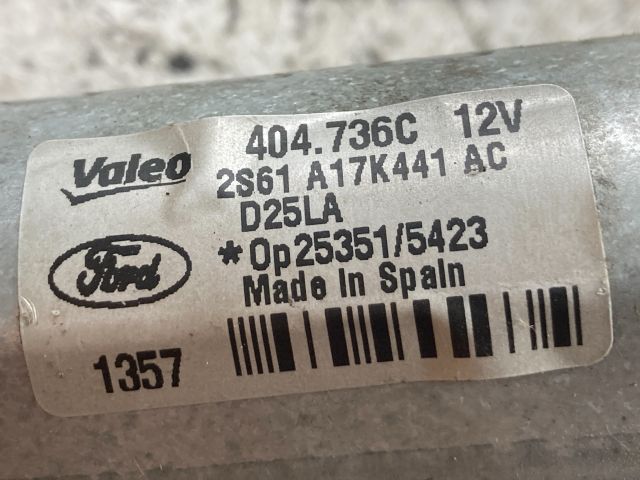 Valeo 404.736C 12V
2S61 A17K441 AC
D25LA
*Op25351/5423
Ford
Made In Spain
1357